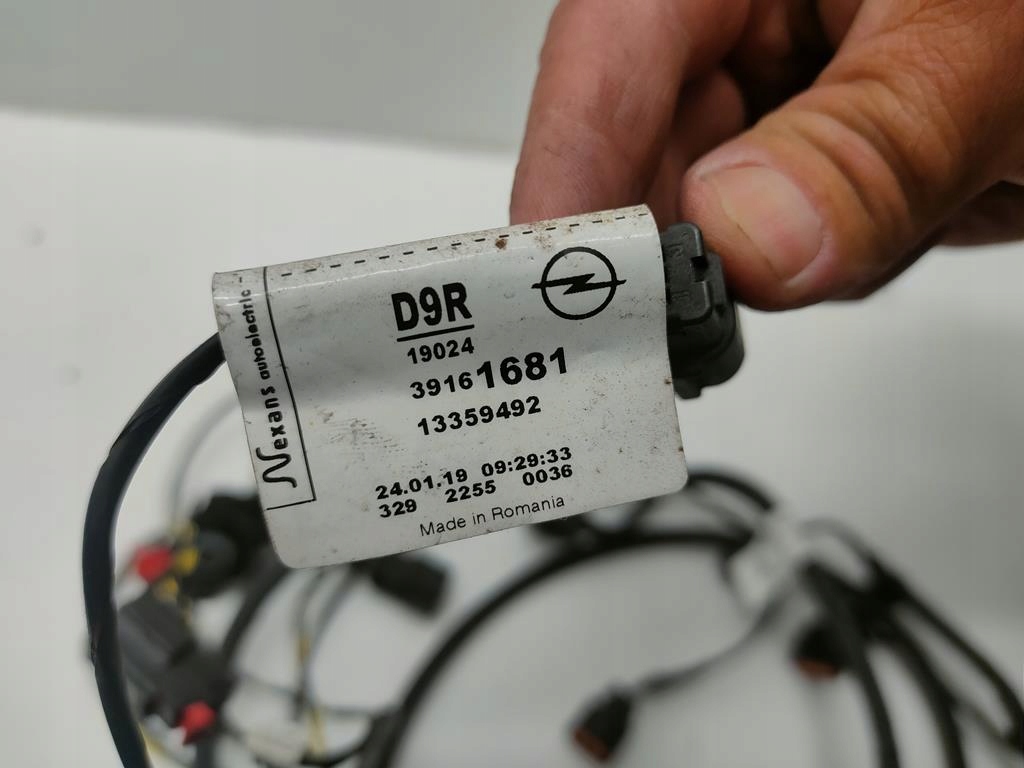 Nexans autoelectric
D9R
19024
39161681
13359492
24.01.19 09:29:33
329 2255 0036
Made in Romania